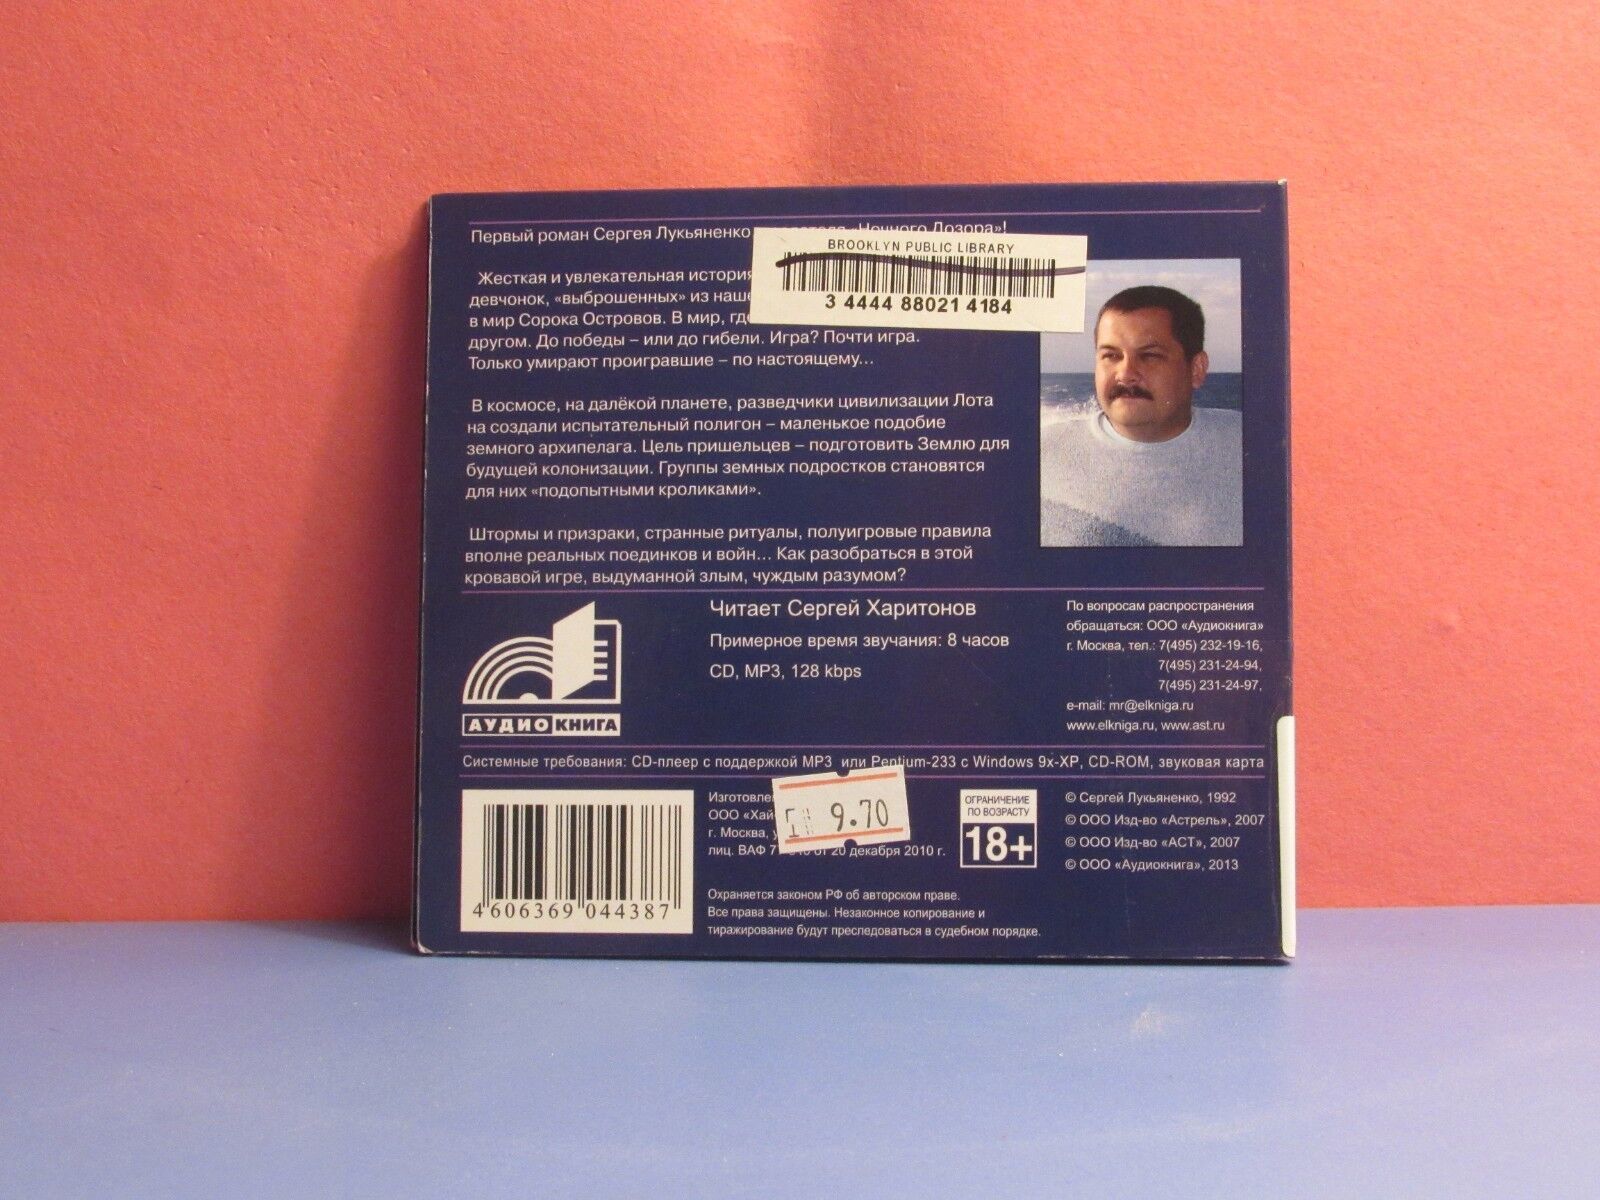 Первый роман Сергея Лукьяненко «Ночного Дозора»!
BROOKLYN PUBLIC LIBRARY
3 4444 88021 4184
Жесткая и увлекательная история
девчонок, «выброшенных» из
в мир Сорока Островов. В мир,
другом. До победы – или до гибели. Игра? Почти игра.
Только умирают проигравшие – по настоящему...
В космосе, на далёкой планете, разведчики цивилизации Лота
на создали испытательный полигон – маленькое подобие
земного архипелага. Цель пришельцев – подготовить Землю для
будущей колонизации. Группы земных подростков становятся
для них «подопытными кроликами».
Штормы и призраки, странные ритуалы, полуигровые правила
вполне реальных поединков и войн... Как разобраться в этой
кровавой игре, выдуманной злым, чуждым разумом?
АУДИО КНИГА
Читает Сергей Харитонов
Примерное время звучания: 8 часов
CD, MP3, 128 kbps
По вопросам распространения
обращаться: ООО «Аудиокнига»
г. Москва, тел.: 7(495) 232-19-16,
7(495) 231-24-94,
7(495) 231-24-97,
e-mail: mr@elkniga.ru
www.elkniga.ru, www.ast.ru
Системные требования: CD-плеер с поддержкой MP3 или Pentium-233 с Windows 9x-XP, CD-ROM, звуковая карта
4 606369 044387
ООО
г. Москва,
лиц. ВАФ от 20 декабря 2010 г.
9.70
Охраняется законом РФ об авторском праве.
Все права защищены. Незаконное копирование и
тиражирование будут преследоваться в судебном порядке.
ОГРАНИЧЕНИЕ
ПО ВОЗРАСТУ
18+
© Сергей Лукьяненко, 1992
© ООО Изд-во «Астрель», 2007
© ООО Изд-во «АСТ», 2007
© ООО «Аудиокнига», 2013